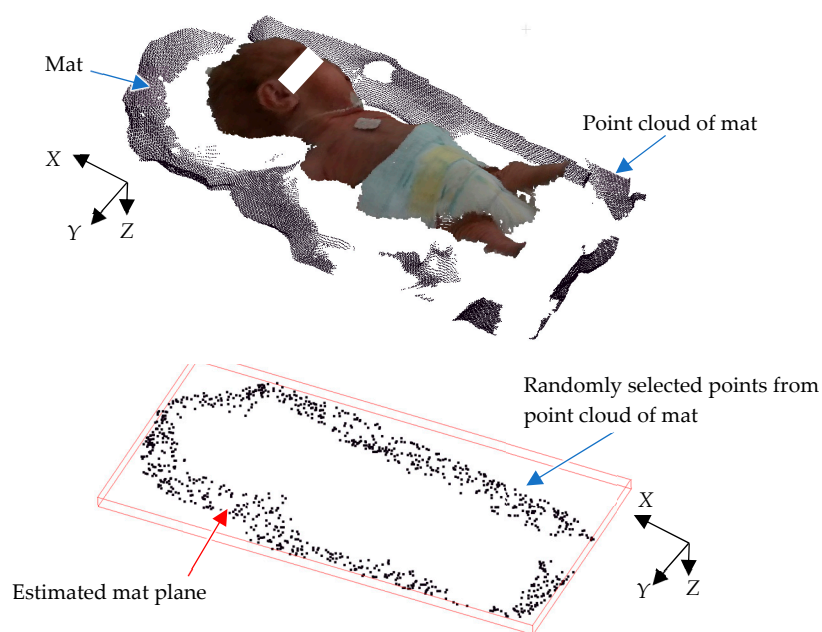 Mat
Point cloud of mat
X
Y
Z
Randomly selected points from
point cloud of mat
X
Y
Z
Estimated mat plane